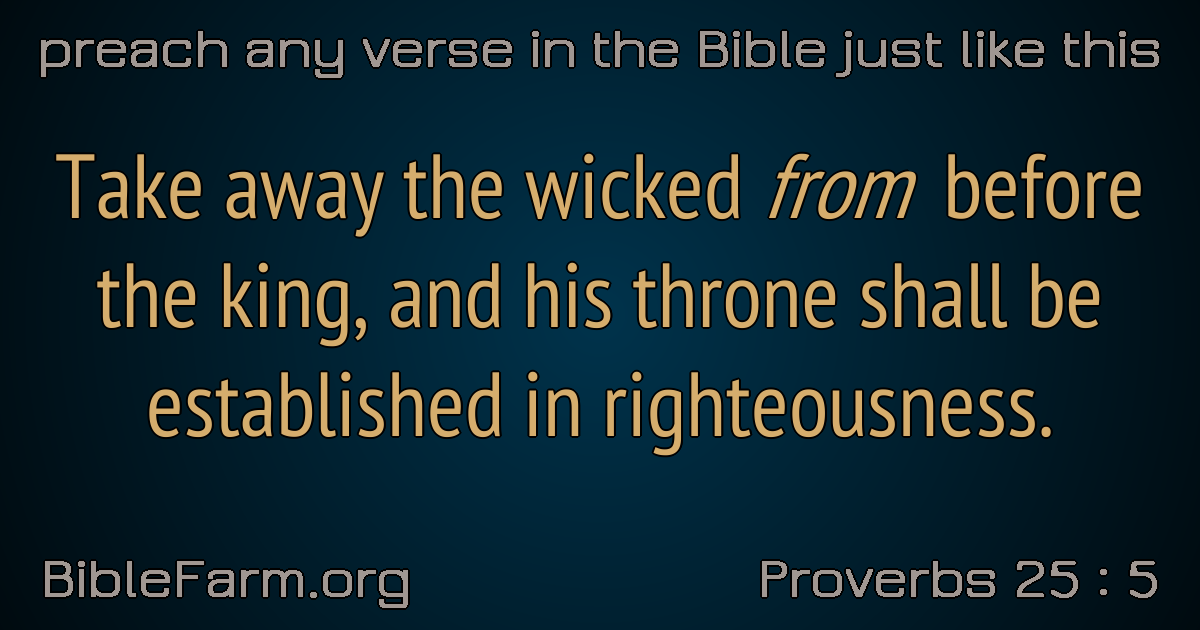 preach any verse in the Bible just like this
Take away the wicked from before
the king, and his throne shall be
established in righteousness.
BibleFarm.org
Proverbs 25 : 5